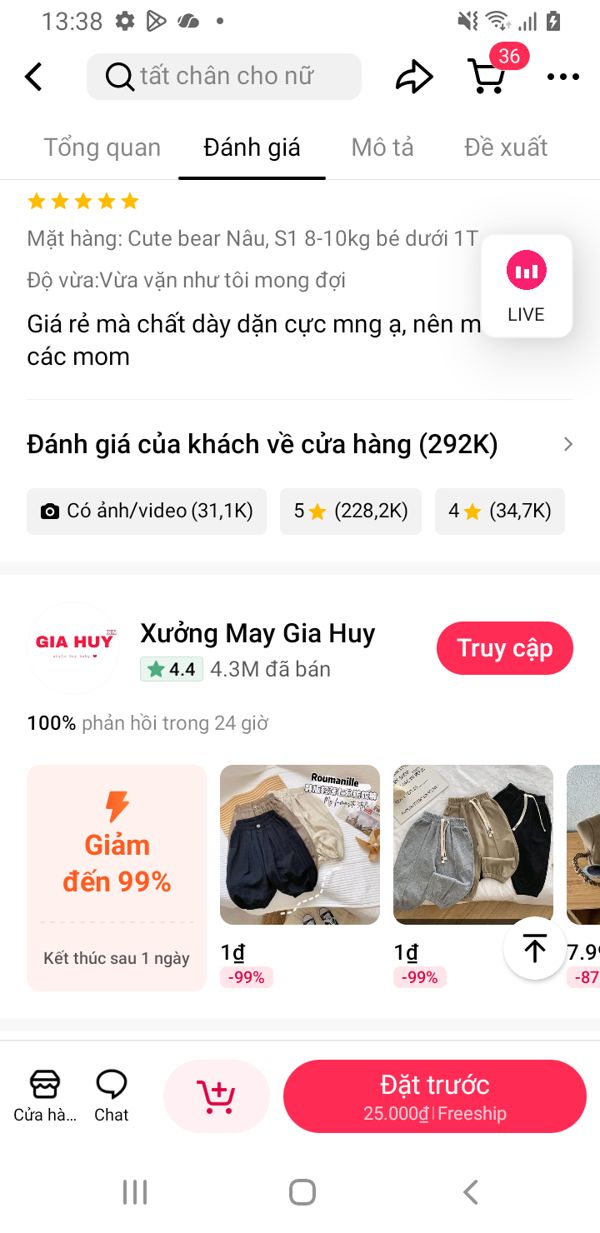 13:38
36
tất chân cho nữ
Tổng quan
Đánh giá
Mô tả
Đề xuất
Mặt hàng: Cute bear Nâu, S1 8-10kg bé dưới 1T
Độ vừa:Vừa vặn như tôi mong đợi
LIVE
Giá rẻ mà chất dày dặn cực mng ạ, nên m
các mom
Đánh giá của khách về cửa hàng (292K)
Có ảnh/video (31,1K)
5 ★ (228,2K)
4 ★ (34,7K)
GIA HUY
Xưởng May Gia Huy
Truy cập
★ 4.4
4.3M đã bán
100% phản hồi trong 24 giờ
Giảm
đến 99%
Kết thúc sau 1 ngày
Roumanille
1₫
-99%
1₫
-99%
7.9
-87
Cửa hà...
Chat
Đặt trước
25.000₫ | Freeship